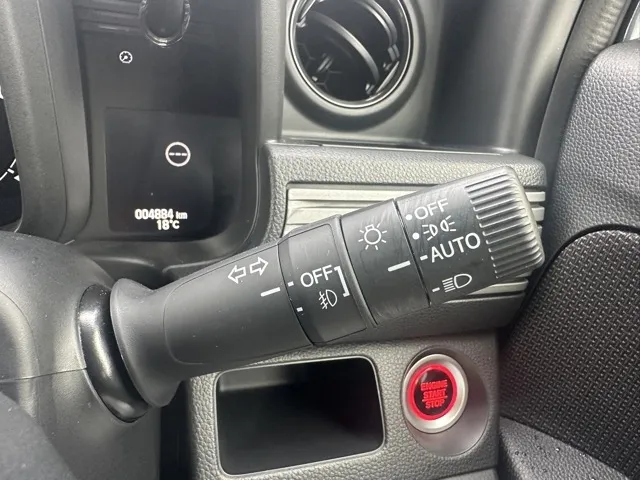 004884 km
18°C
OFF
OFF
AUTO
ENGINE
START
STOP